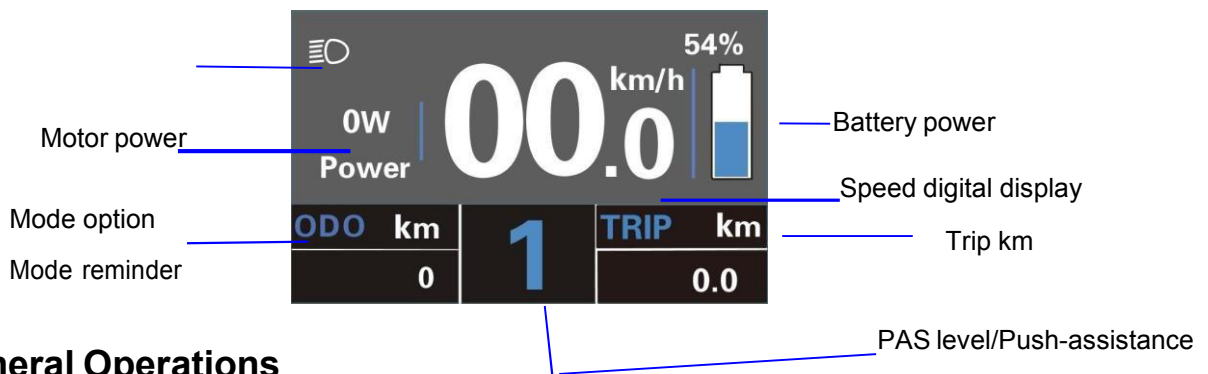 54%
km/h
00.0
0W
Power
Motor power
Battery power
Speed digital display
Mode option
Mode reminder
ODO km
0
1
TRIP km
0.0
Trip km
PAS level/Push-assistance
neral Operations